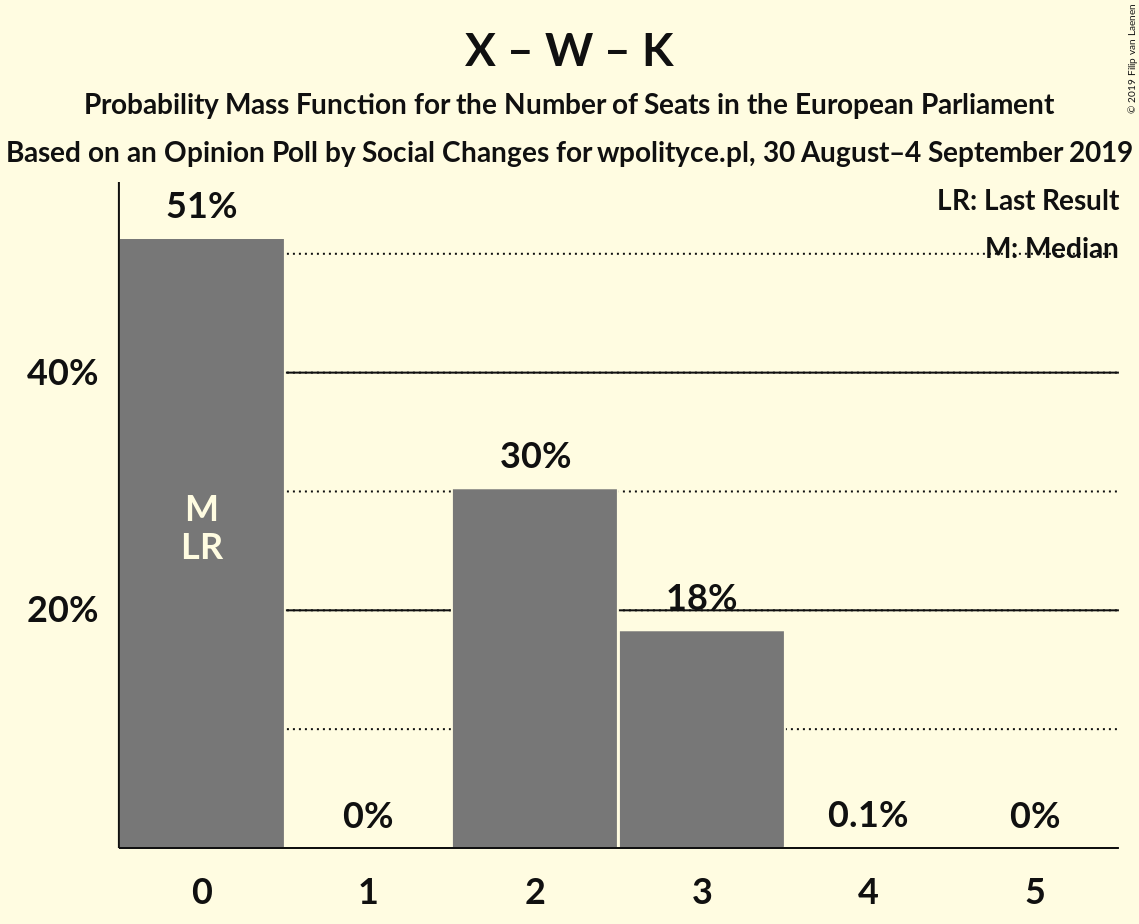 X – W – K
Probability Mass Function for the Number of Seats in the European Parliament
Based on an Opinion Poll by Social Changes for wpolityce.pl, 30 August–4 September 2019
© 2019 Filip van Laenen
LR: Last Result
M: Median
51%
40%
30%
M
LR
20%
18%
0%
0.1%
0%
0 1 2 3 4 5